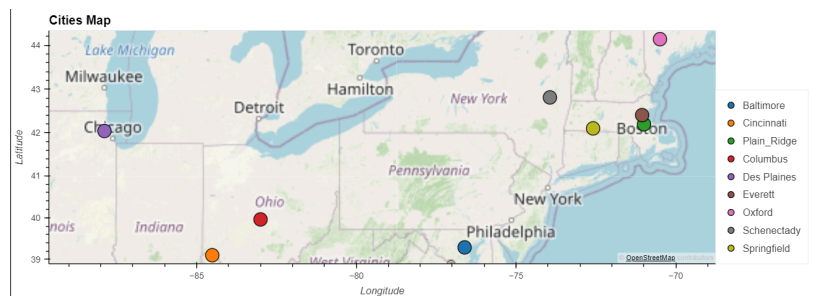 Cities Map
Lake Michigan
Toronto
Milwaukee
Hamilton
New York
Detroit
Chicago
Boston
Pennsylvania
Ohio
New York
nois
Indiana
Philadelphia
West Virginia
© OpenStreetMap contributors
44
43
42
41
40
39
Latitude
−85
−80
−75
−70
Longitude
Baltimore
Cincinnati
Plain_Ridge
Columbus
Des Plaines
Everett
Oxford
Schenectady
Springfield